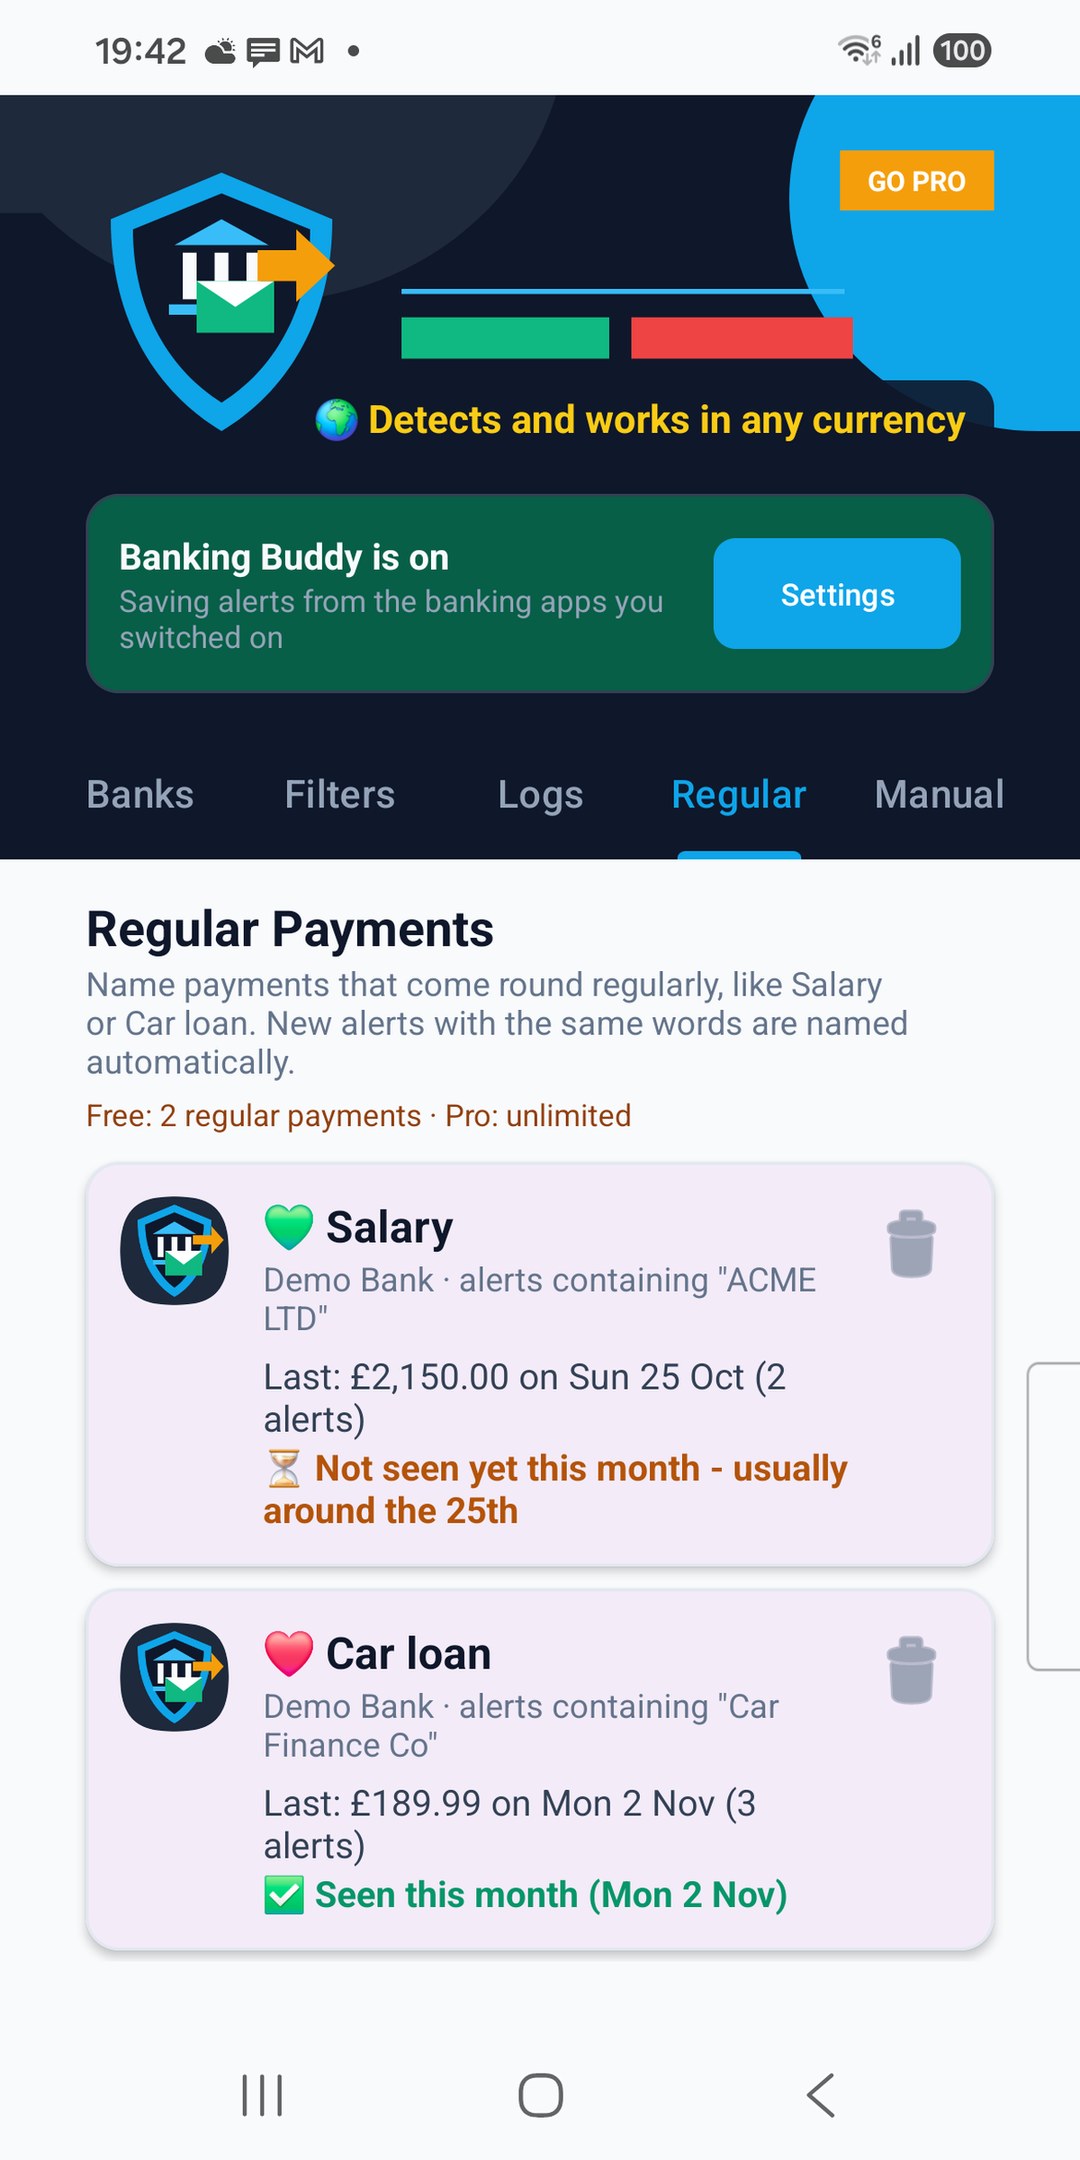 19:42
6
100
GO PRO
Detects and works in any currency
Banking Buddy is on
Saving alerts from the banking apps you
switched on
Settings
Banks Filters Logs Regular Manual
Regular Payments
Name payments that come round regularly, like Salary
or Car loan. New alerts with the same words are named
automatically.
Free: 2 regular payments · Pro: unlimited
Salary
Demo Bank · alerts containing "ACME
LTD"
Last: £2,150.00 on Sun 25 Oct (2
alerts)
Not seen yet this month - usually
around the 25th
Car loan
Demo Bank · alerts containing "Car
Finance Co"
Last: £189.99 on Mon 2 Nov (3
alerts)
Seen this month (Mon 2 Nov)